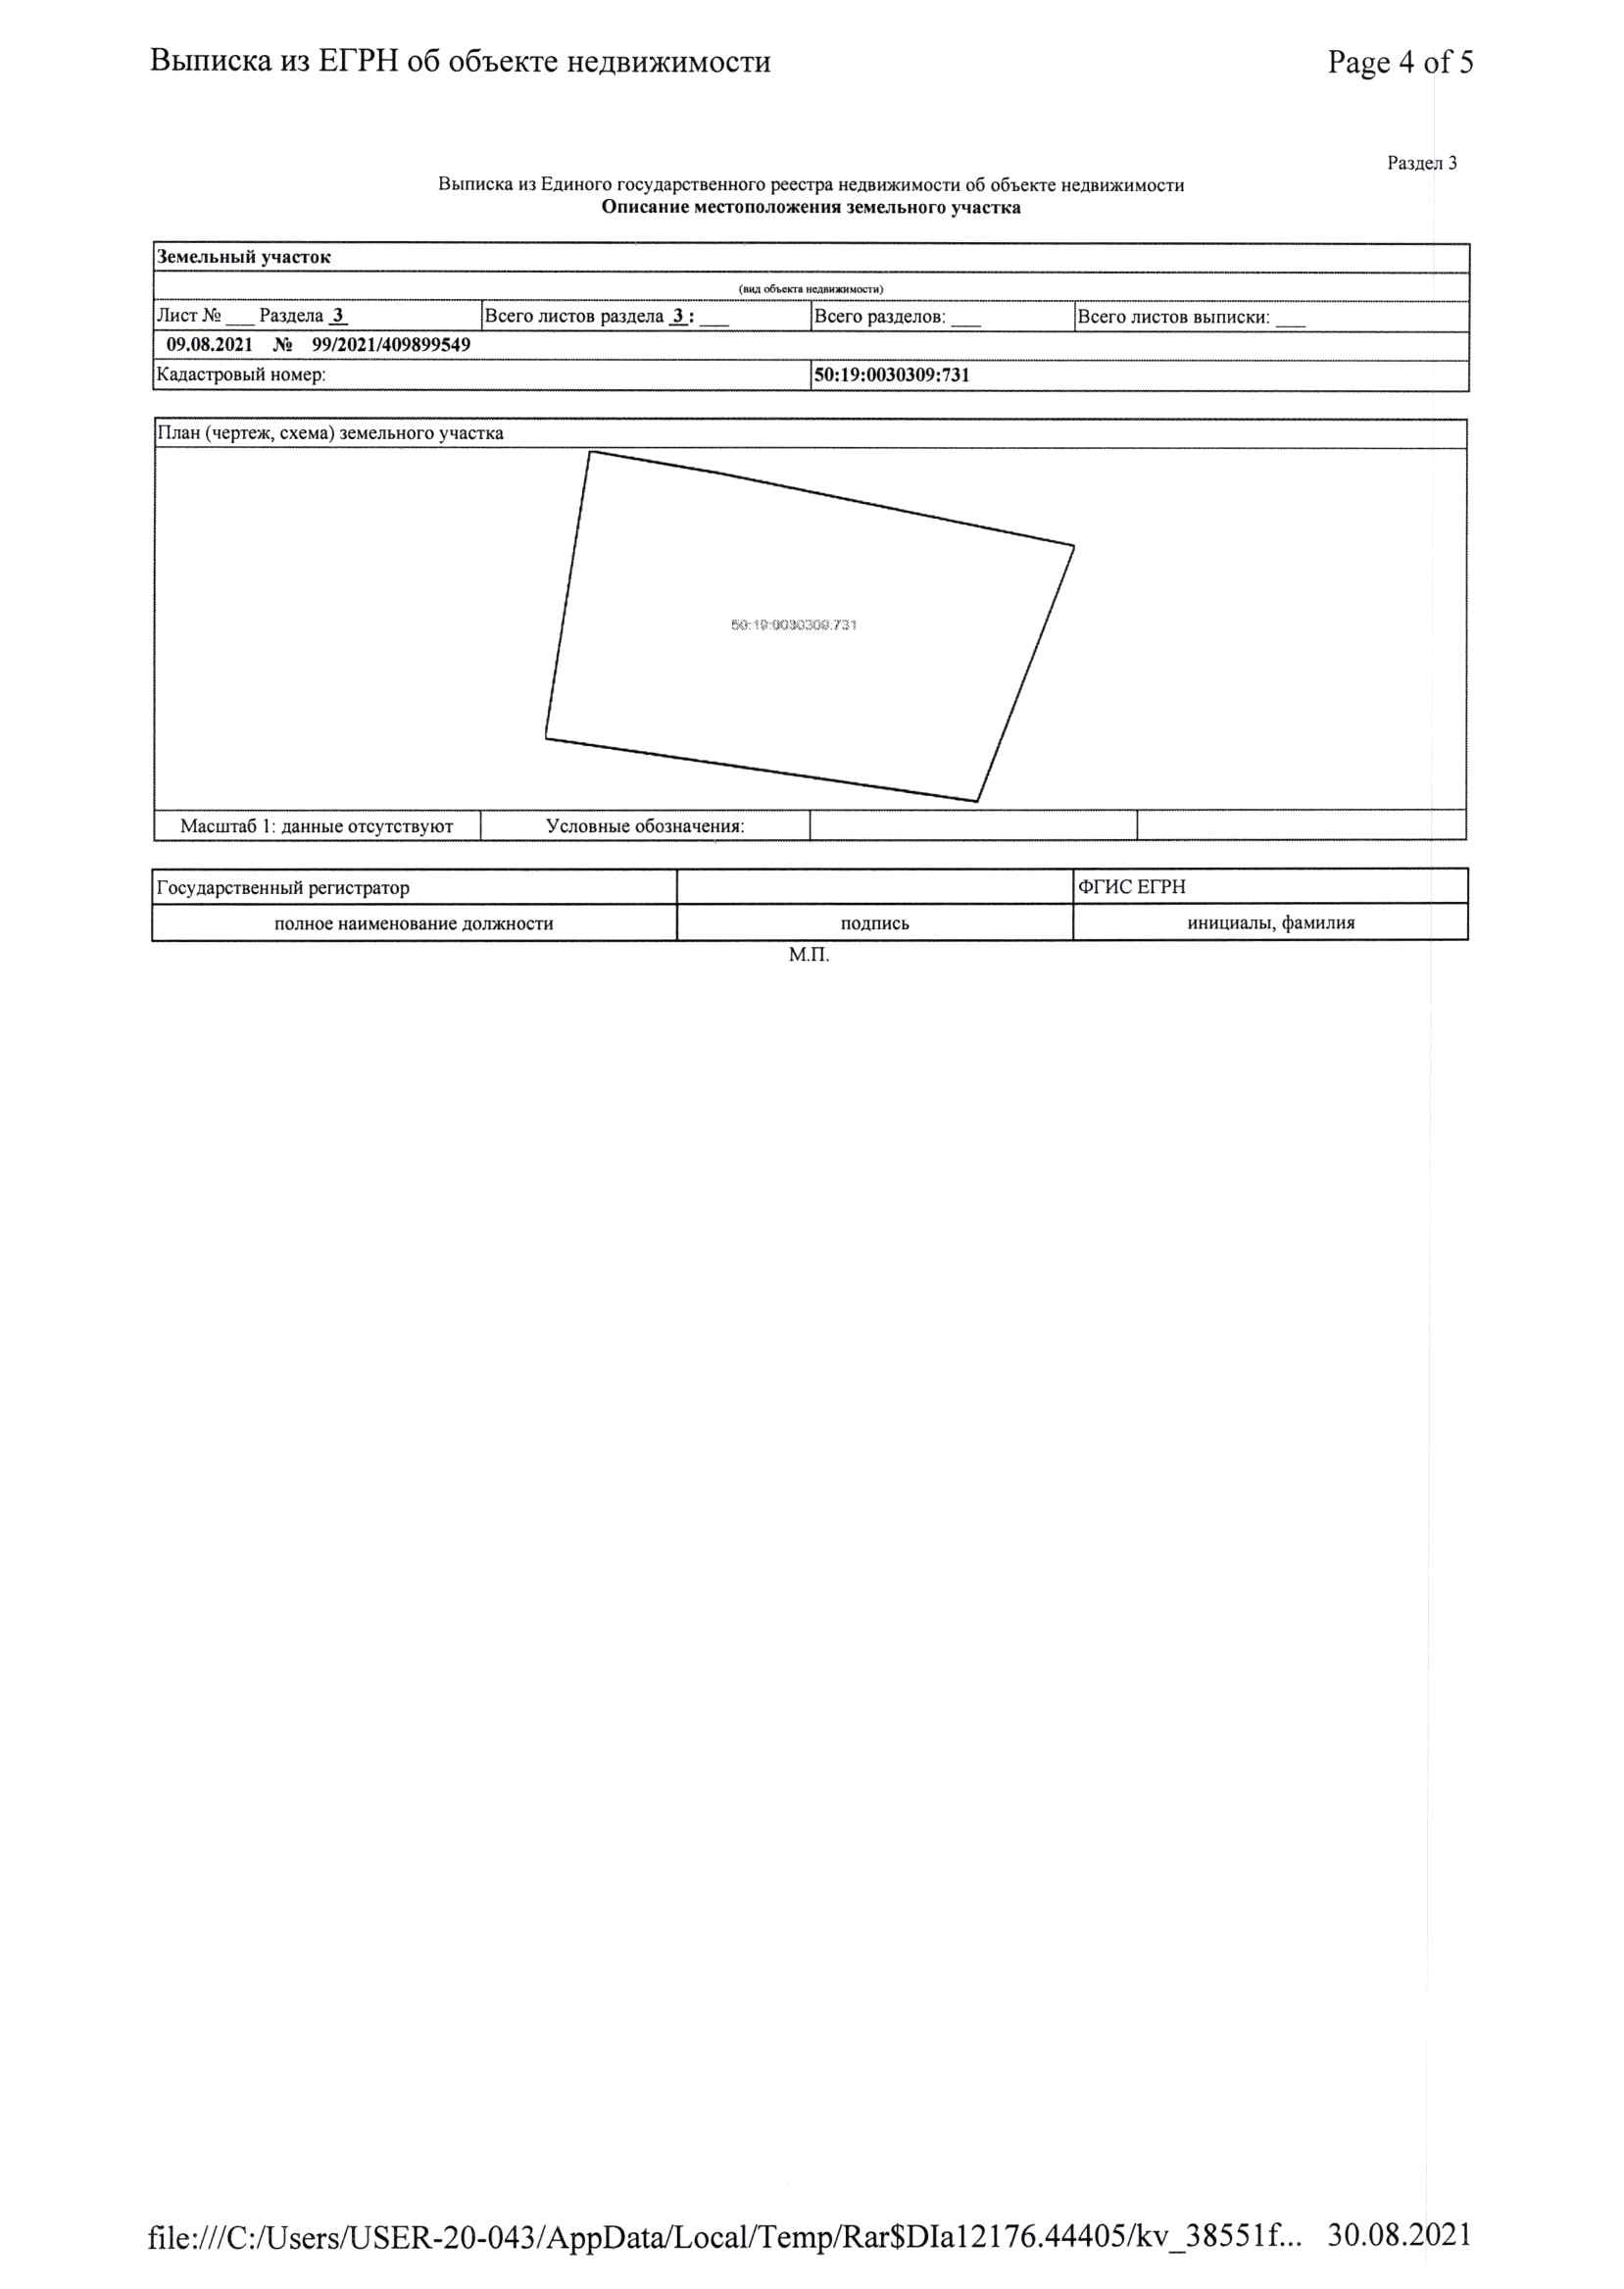 Выписка из ЕГРН об объекте недвижимости Page 4 of 5
Раздел 3
Выписка из Единого государственного реестра недвижимости об объекте недвижимости
Описание местоположения земельного участка
Земельный участок
(вид объекта недвижимости)
Лист № ___ Раздела 3 Всего листов раздела 3 : ___ Всего разделов: ___ Всего листов выписки: ___
09.08.2021 № 99/2021/409899549
Кадастровый номер: 50:19:0030309:731
План (чертеж, схема) земельного участка
50:19:0030309:731
Масштаб 1: данные отсутствуют Условные обозначения:
Государственный регистратор ФГИС ЕГРН
полное наименование должности подпись инициалы, фамилия
М.П.
file:///C:/Users/USER-20-043/AppData/Local/Temp/Rar$DIa12176.44405/kv_38551f... 30.08.2021